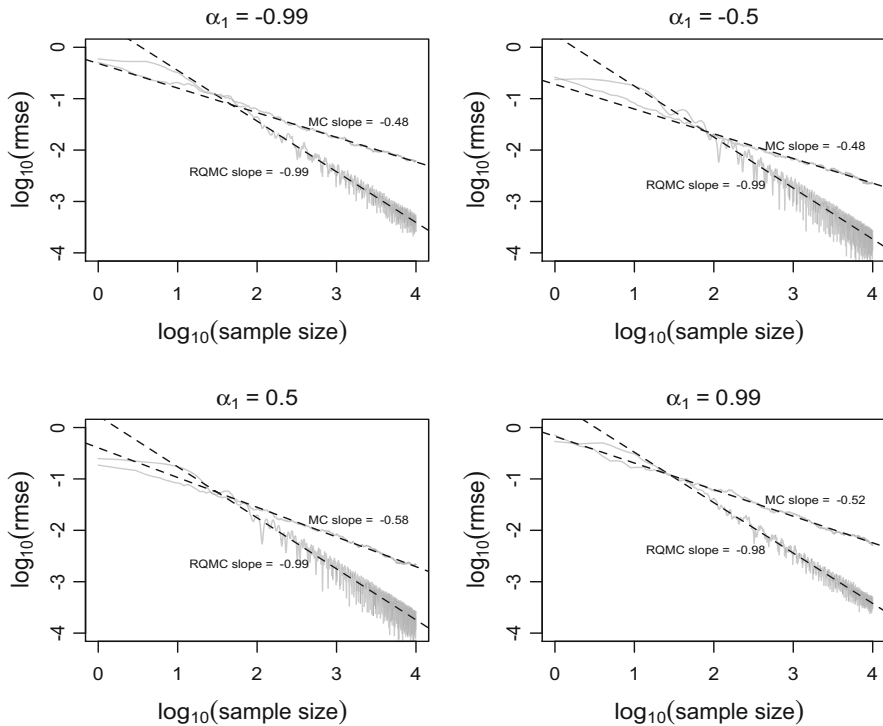 α1 = -0.99
log10(rmse)
0
-1
-2
-3
-4
MC slope = -0.48
RQMC slope = -0.99
0 1 2 3 4
log10(sample size)
α1 = -0.5
log10(rmse)
0
-1
-2
-3
-4
MC slope = -0.48
RQMC slope = -0.99
0 1 2 3 4
log10(sample size)
α1 = 0.5
log10(rmse)
0
-1
-2
-3
-4
MC slope = -0.58
RQMC slope = -0.99
0 1 2 3 4
log10(sample size)
α1 = 0.99
log10(rmse)
0
-1
-2
-3
-4
MC slope = -0.52
RQMC slope = -0.98
0 1 2 3 4
log10(sample size)